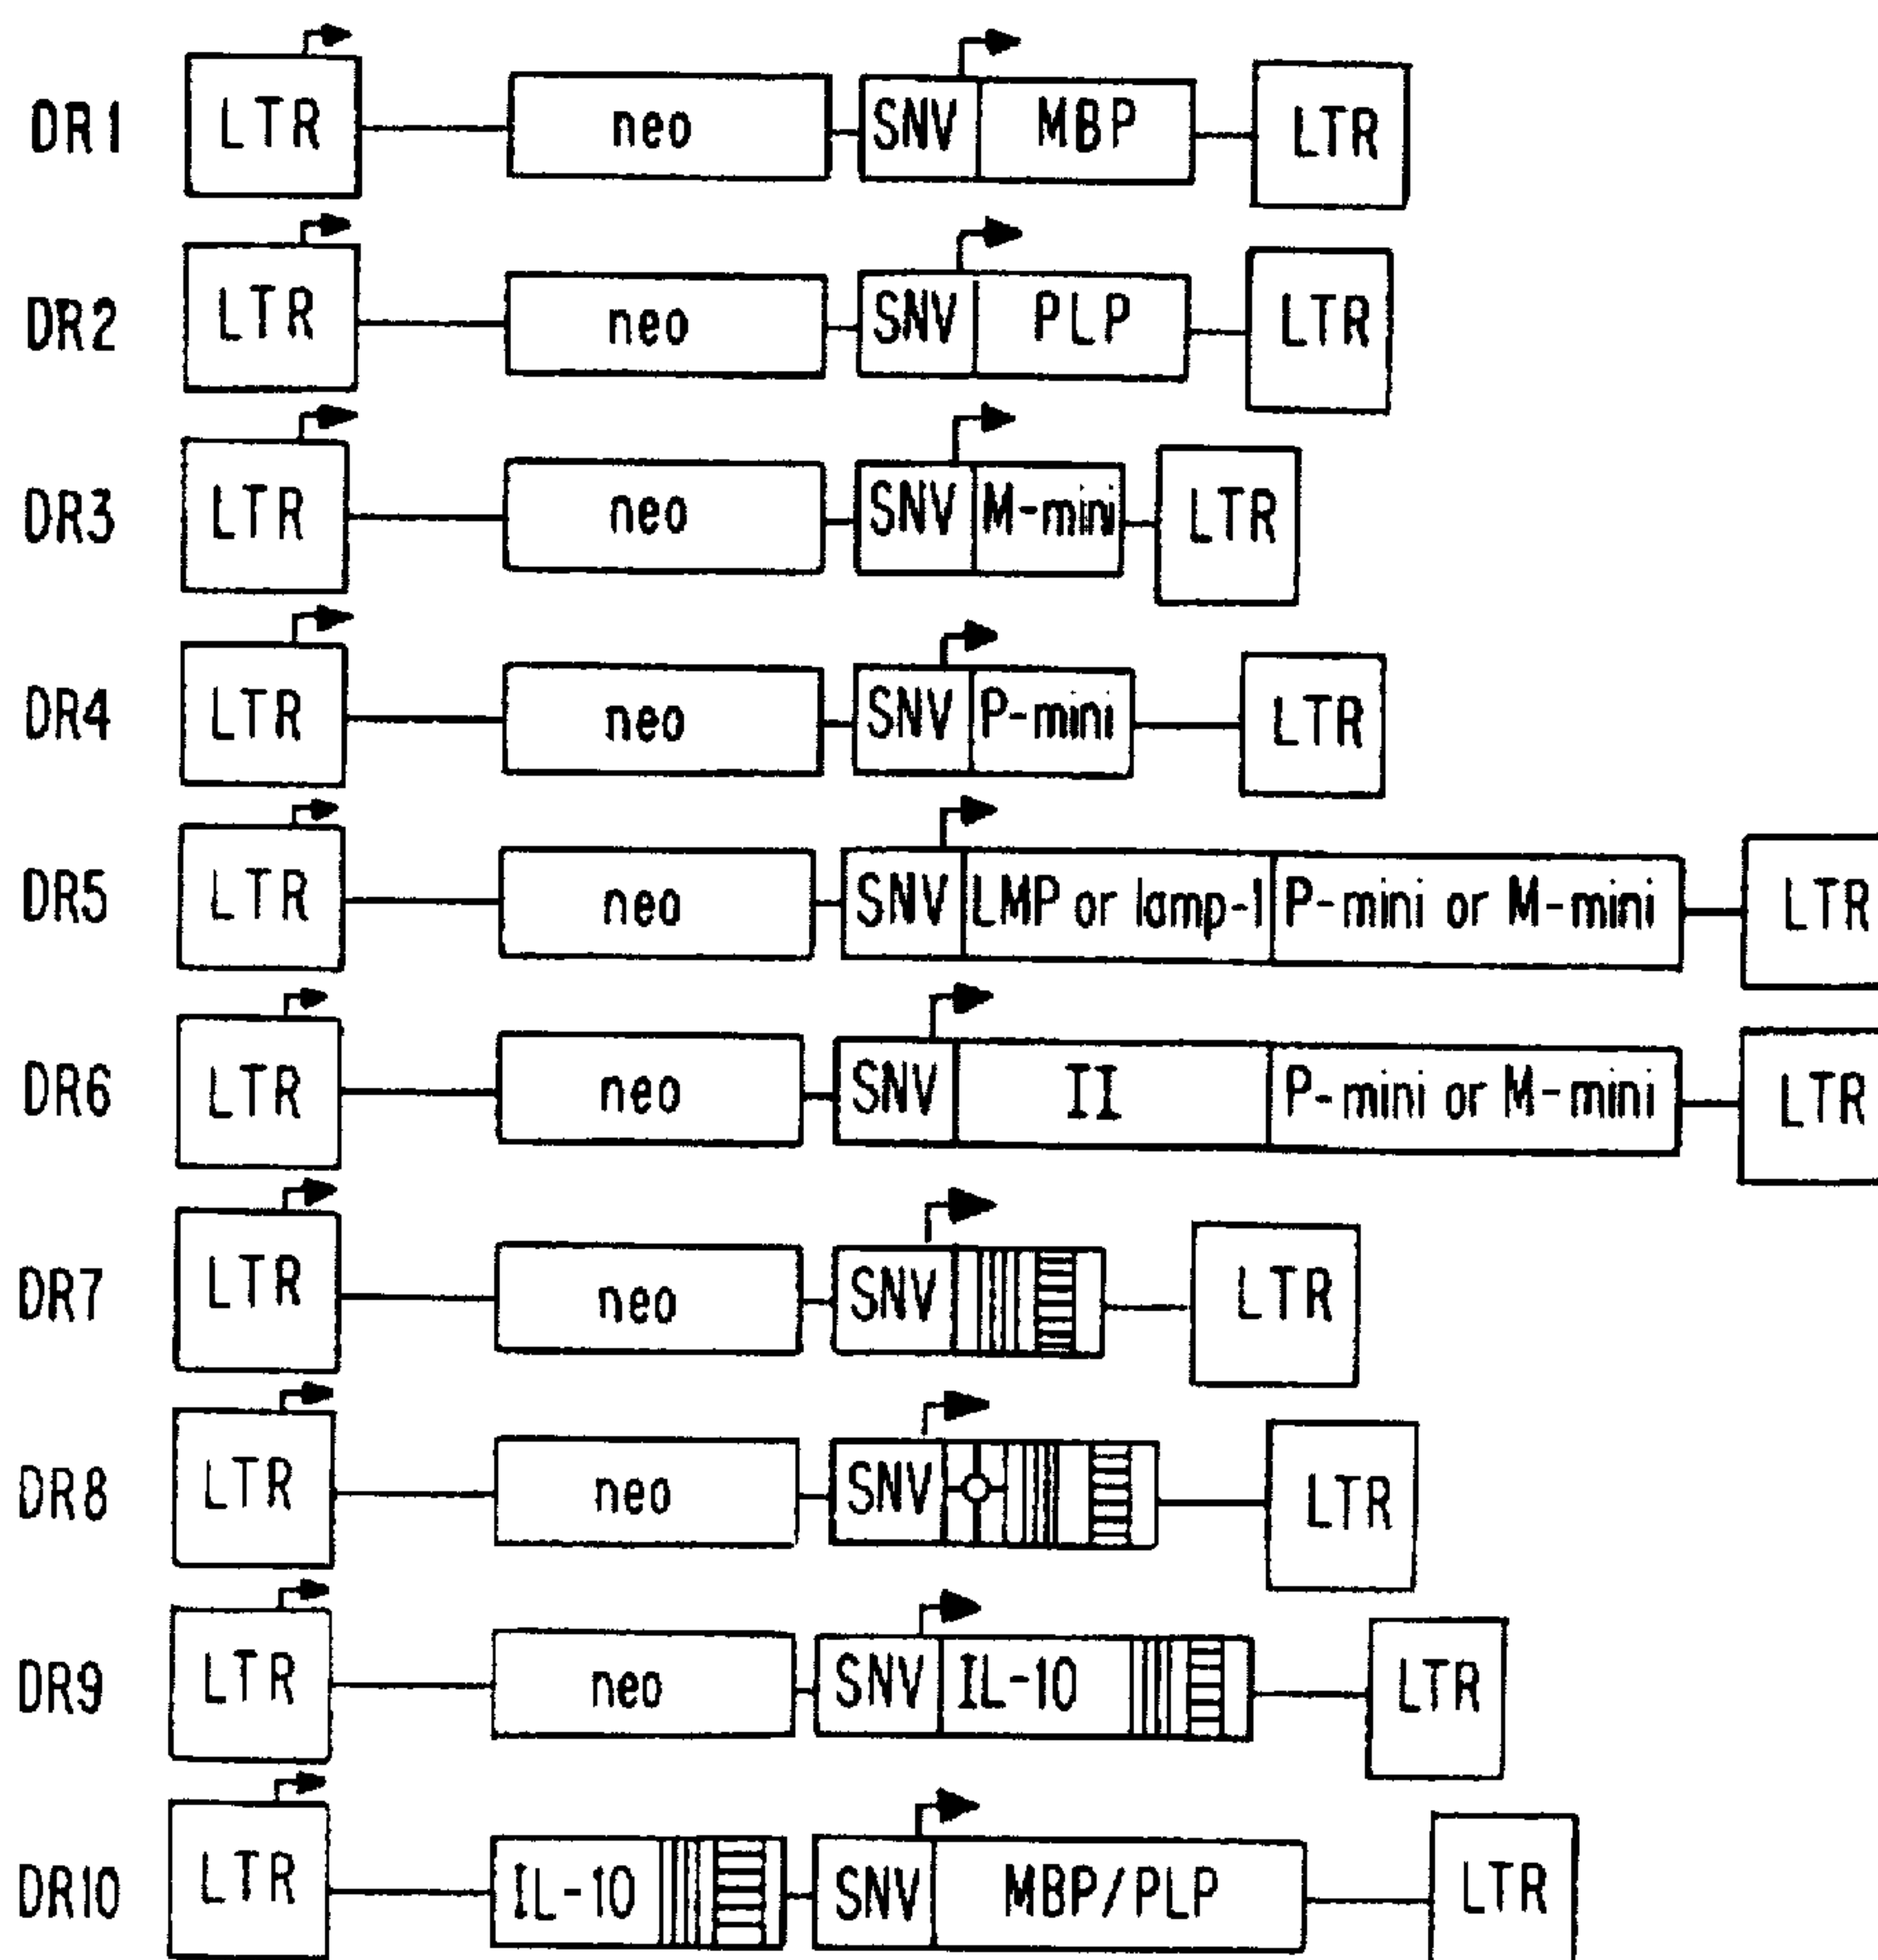 DR1 LTR neo SNV MBP LTR
DR2 LTR neo SNV PLP LTR
DR3 LTR neo SNV M-mini LTR
DR4 LTR neo SNV P-mini LTR
DR5 LTR neo SNV LMP or lamp-1 P-mini or M-mini LTR
DR6 LTR neo SNV II P-mini or M-mini LTR
DR7 LTR neo SNV LTR
DR8 LTR neo SNV LTR
DR9 LTR neo SNV IL-10 LTR
DR10 LTR IL-10 SNV MBP/PLP LTR